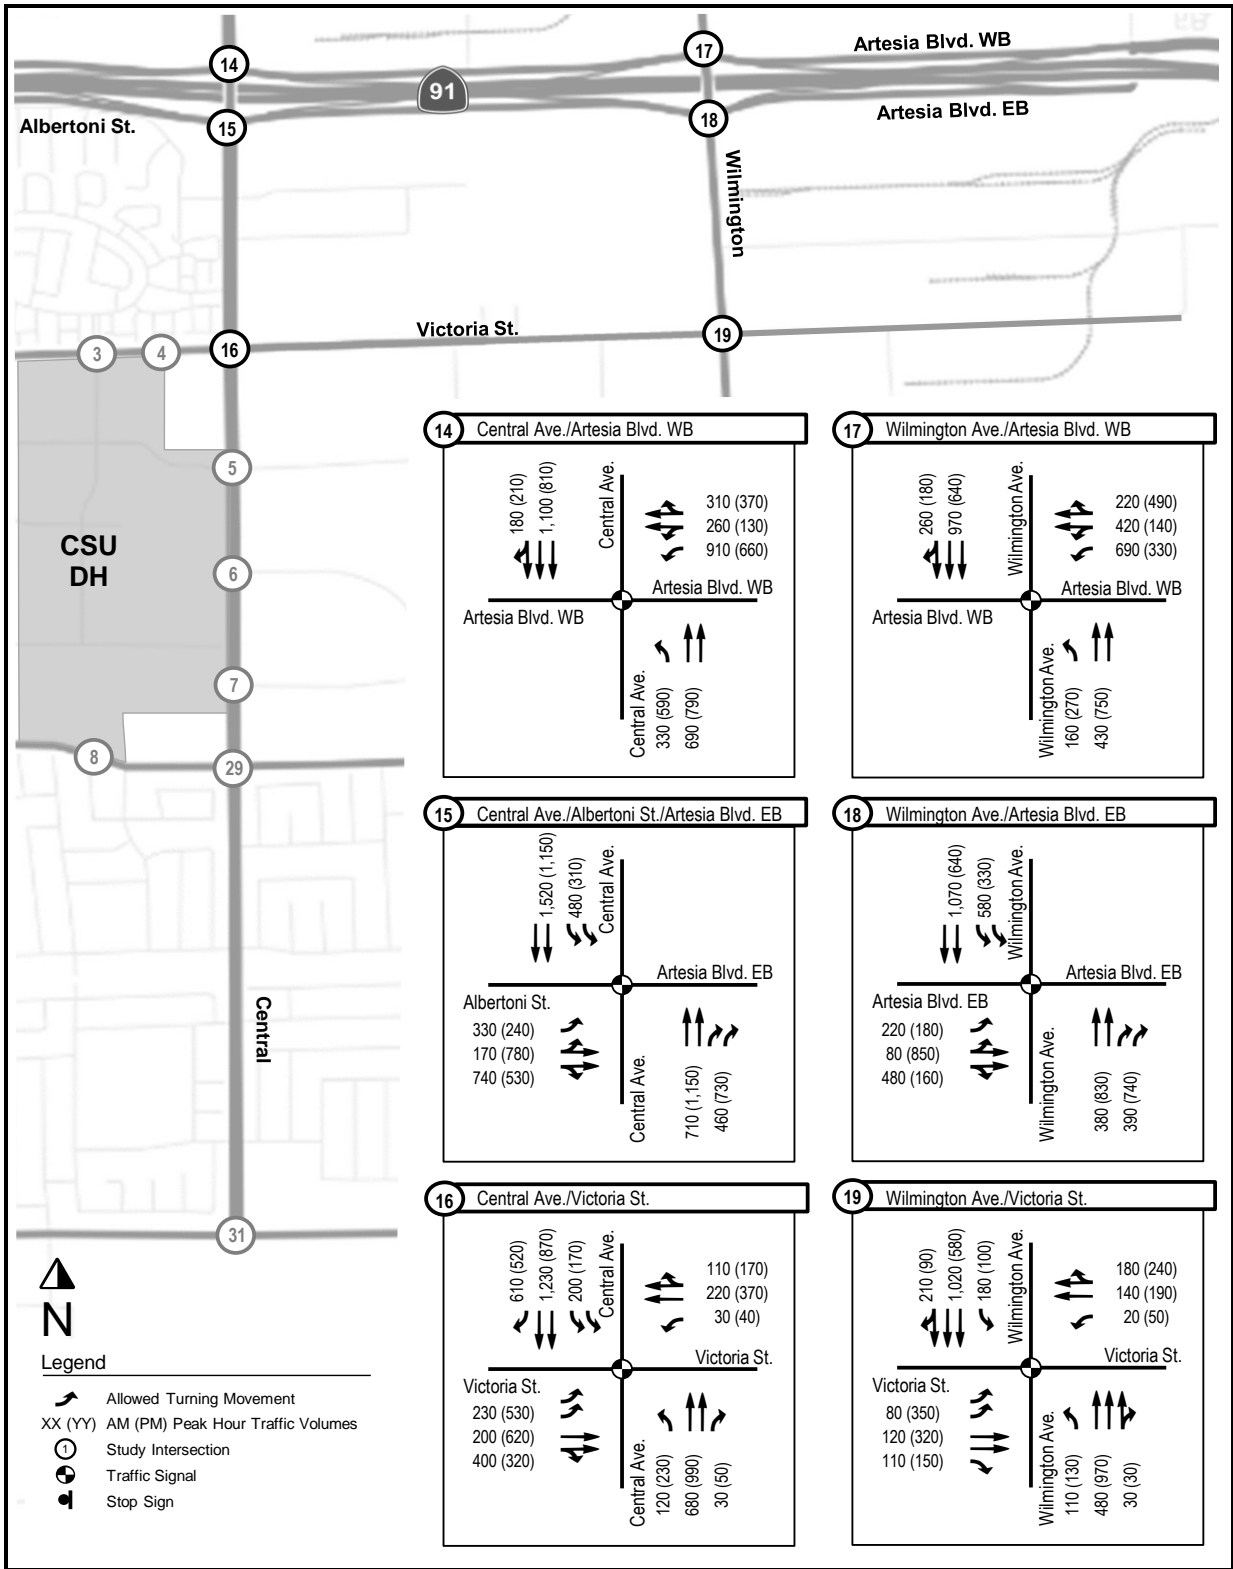 14
17
Artesia Blvd. WB
91
Artesia Blvd. EB
Albertoni St.
15
18
Wilmington
Victoria St.
3
4
16
19
5
CSU
DH
6
7
8
29
Central
31
N
Legend
Allowed Turning Movement
XX (YY) AM (PM) Peak Hour Traffic Volumes
1 Study Intersection
Traffic Signal
Stop Sign
14 Central Ave./Artesia Blvd. WB
180 (210)
1,100 (810)
Central Ave.
310 (370)
260 (130)
910 (660)
Artesia Blvd. WB
Artesia Blvd. WB
Central Ave.
330 (590)
690 (790)
17 Wilmington Ave./Artesia Blvd. WB
260 (180)
970 (640)
Wilmington Ave.
220 (490)
420 (140)
690 (330)
Artesia Blvd. WB
Artesia Blvd. WB
Wilmington Ave.
160 (270)
430 (750)
15 Central Ave./Albertoni St./Artesia Blvd. EB
1,520 (1,150)
480 (310)
Central Ave.
Artesia Blvd. EB
Albertoni St.
330 (240)
170 (780)
740 (530)
Central Ave.
710 (1,150)
460 (730)
18 Wilmington Ave./Artesia Blvd. EB
1,070 (640)
580 (330)
Wilmington Ave.
Artesia Blvd. EB
Artesia Blvd. EB
220 (180)
80 (850)
480 (160)
Wilmington Ave.
380 (830)
390 (740)
16 Central Ave./Victoria St.
610 (520)
1,230 (870)
200 (170)
Central Ave.
110 (170)
220 (370)
30 (40)
Victoria St.
Victoria St.
230 (530)
200 (620)
400 (320)
Central Ave.
120 (230)
680 (990)
30 (50)
19 Wilmington Ave./Victoria St.
210 (90)
1,020 (580)
180 (100)
Wilmington Ave.
180 (240)
140 (190)
20 (50)
Victoria St.
Victoria St.
80 (350)
120 (320)
110 (150)
Wilmington Ave.
110 (130)
480 (970)
30 (30)